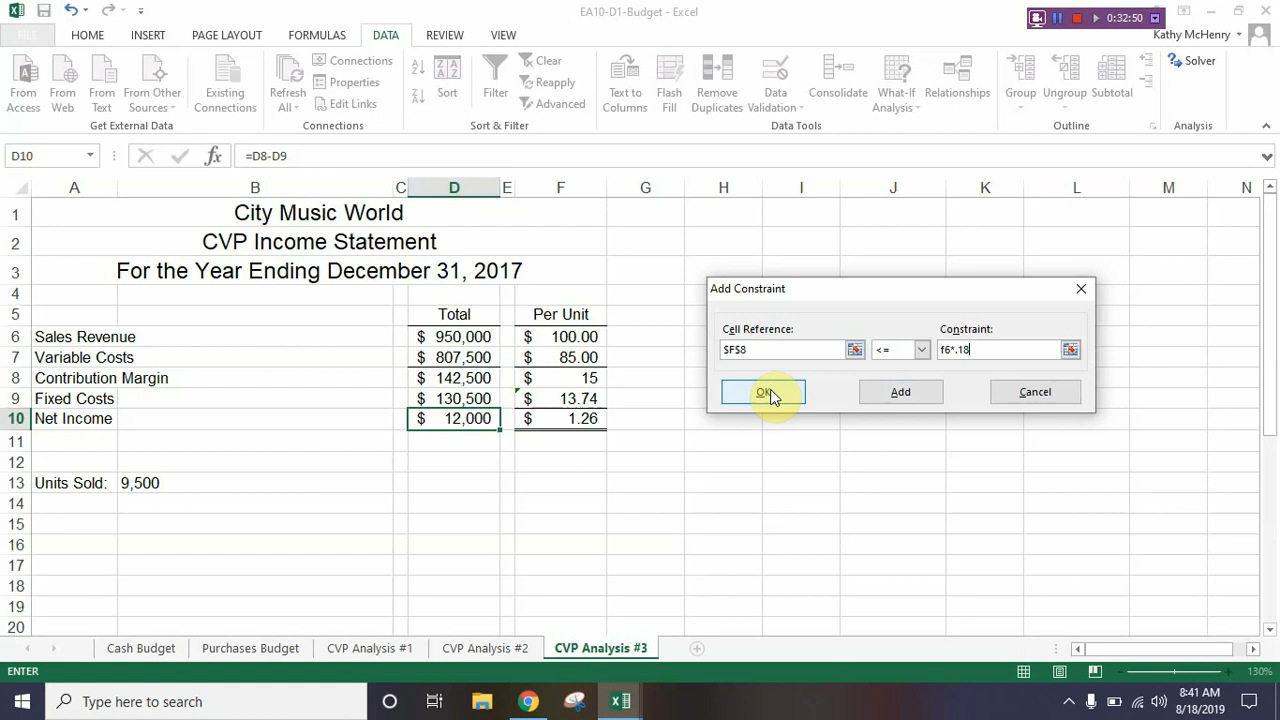 EA10-D1-Budget - Excel
0:32:50
FILE HOME INSERT PAGE LAYOUT FORMULAS DATA REVIEW VIEW
Kathy McHenry
From Access
From Web
From Text
From Other Sources
Existing Connections
Refresh All
Connections
Properties
Edit Links
Sort
Filter
Clear
Reapply
Advanced
Text to Columns
Flash Fill
Remove Duplicates
Data Validation
Consolidate
What-If Analysis
Relationships
Group
Ungroup
Subtotal
Solver
Get External Data Connections Sort & Filter Data Tools Outline Analysis
D10 fx =D8-D9
A B C D E F G H I J K L M N
1 City Music World
2 CVP Income Statement
3 For the Year Ending December 31, 2017
4
5 Total Per Unit
6 Sales Revenue $ 950,000 $ 100.00
7 Variable Costs $ 807,500 $ 85.00
8 Contribution Margin $ 142,500 $ 15
9 Fixed Costs $ 130,500 $ 13.74
10 Net Income $ 12,000 $ 1.26
11
12
13 Units Sold: 9,500
14
15
16
17
18
19
20
Add Constraint
Cell Reference: Constraint:
$F$8 <= f6*.18
OK Add Cancel
Cash Budget Purchases Budget CVP Analysis #1 CVP Analysis #2 CVP Analysis #3
ENTER 130%
Type here to search
8:41 AM
8/18/2019